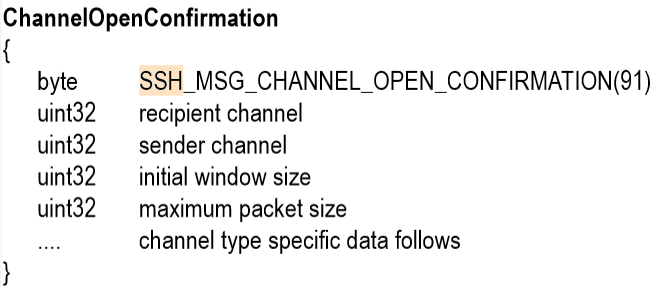 ChannelOpenConfirmation
{
byte SSH_MSG_CHANNEL_OPEN_CONFIRMATION(91)
uint32 recipient channel
uint32 sender channel
uint32 initial window size
uint32 maximum packet size
.... channel type specific data follows
}